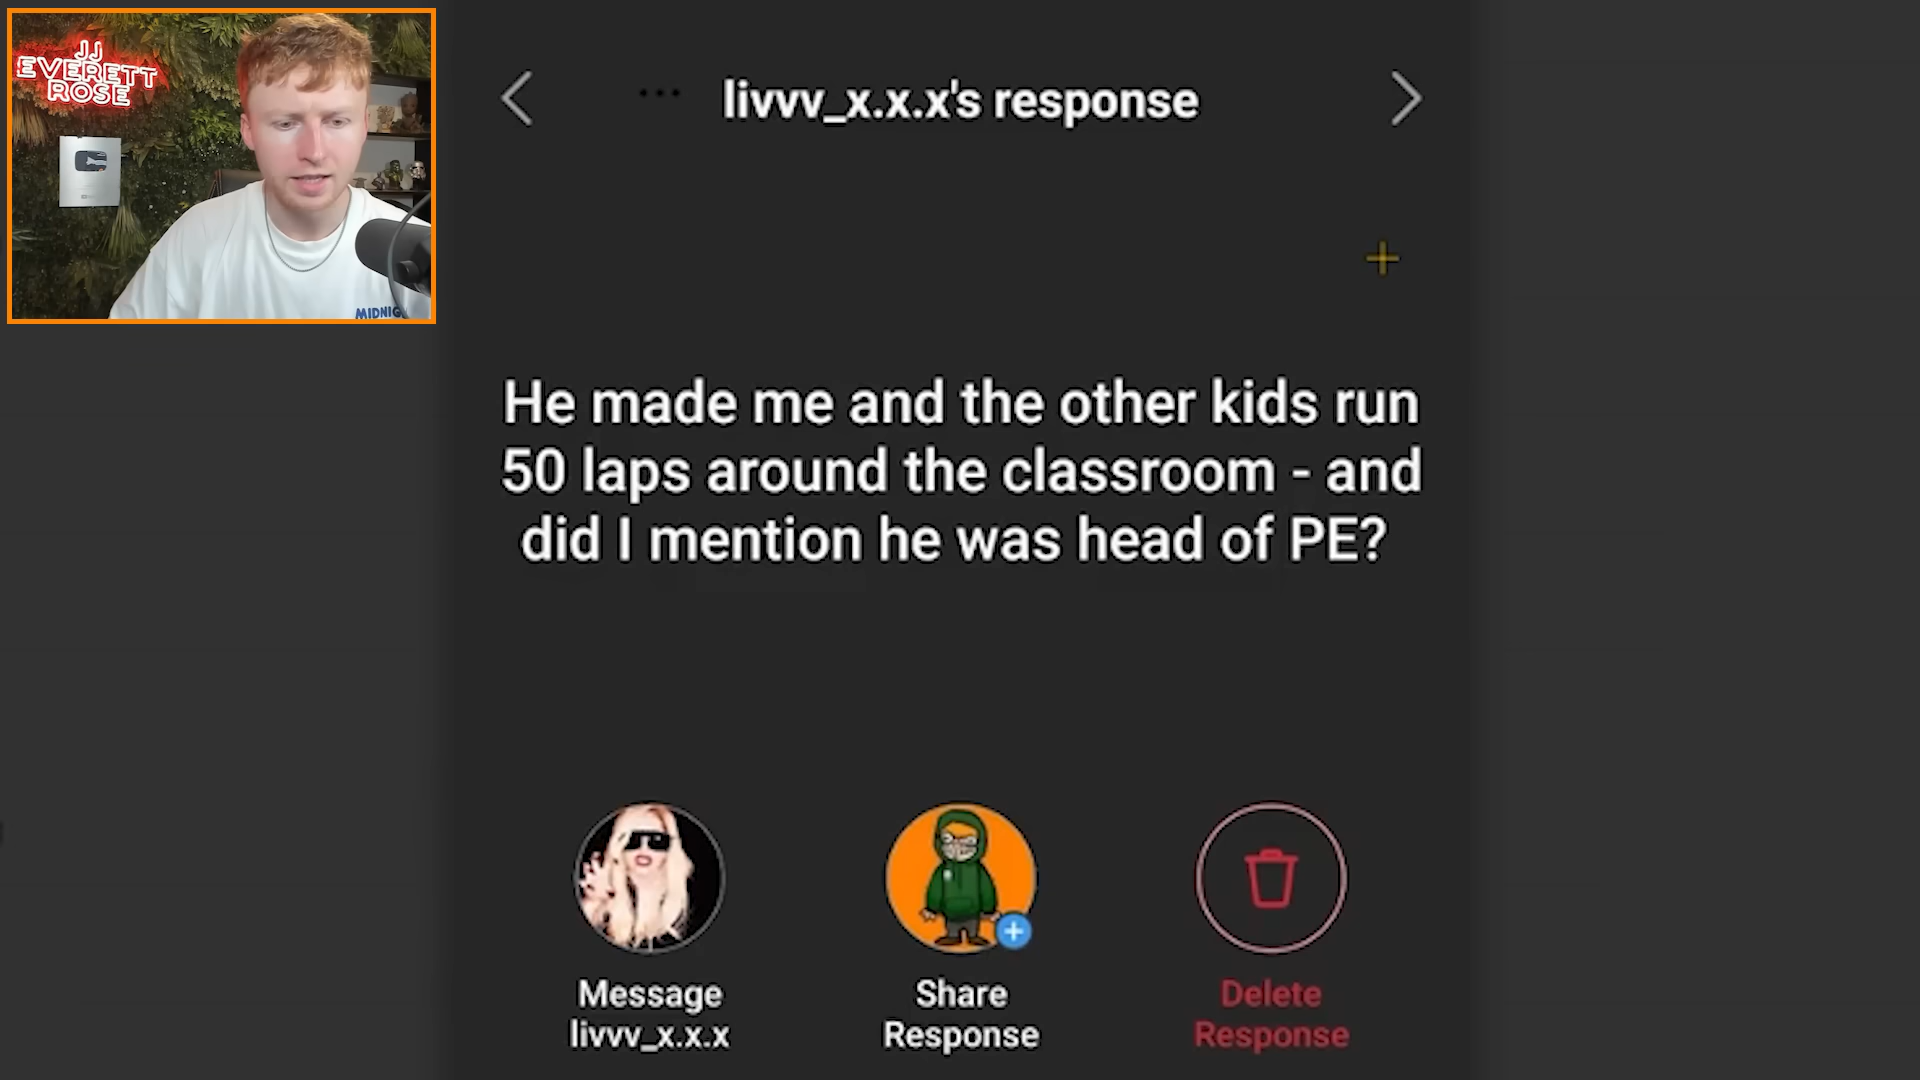 JJ
EVERETT
ROSE
MIDNIG
livvv_x.x.x's response
He made me and the other kids run
50 laps around the classroom - and
did I mention he was head of PE?
Message
livvv_x.x.x
Share
Response
Delete
Response